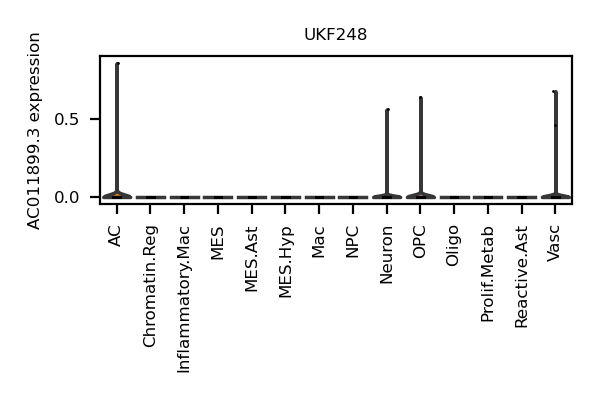 UKF248
AC011899.3 expression
0.5
0.0
AC
Chromatin.Reg
Inflammatory.Mac
MES
MES.Ast
MES.Hyp
Mac
NPC
Neuron
OPC
Oligo
Prolif.Metab
Reactive.Ast
Vasc